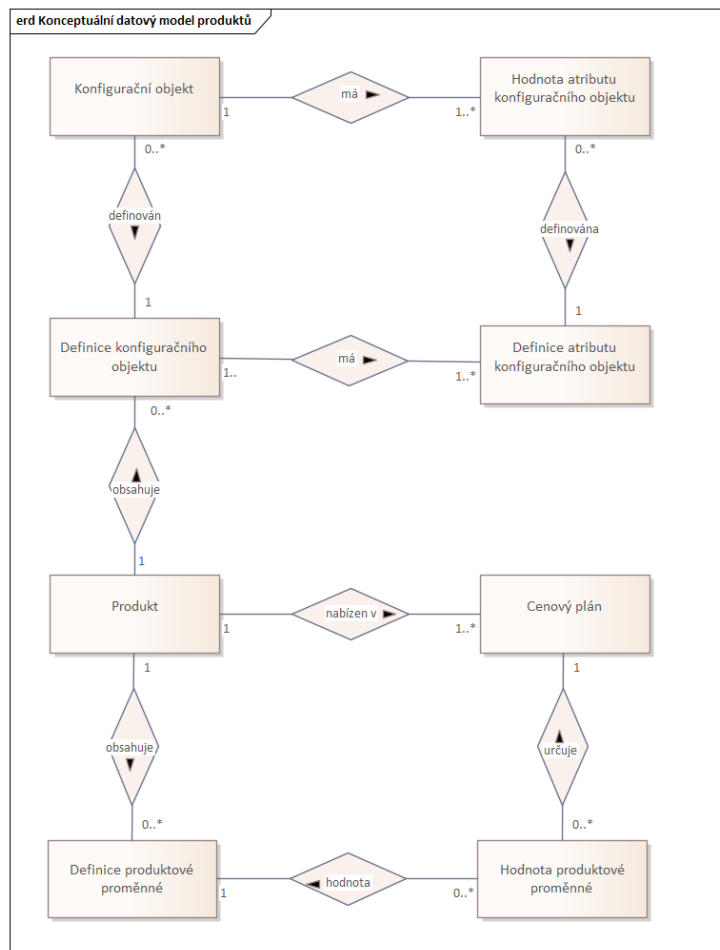 erd Konceptuální datový model produktů
Konfigurační objekt
má
Hodnota atributu
konfiguračního objektu
1
1..*
0..*
0..*
definován
definována
1
1
Definice konfiguračního
objektu
má
Definice atributu
konfiguračního objektu
1..
1..*
0..*
obsahuje
1
Produkt
nabízen v
Cenový plán
1
1..*
1
1
obsahuje
určuje
0..*
0..*
Definice produktové
proměnné
hodnota
Hodnota produktové
proměnné
1
0..*